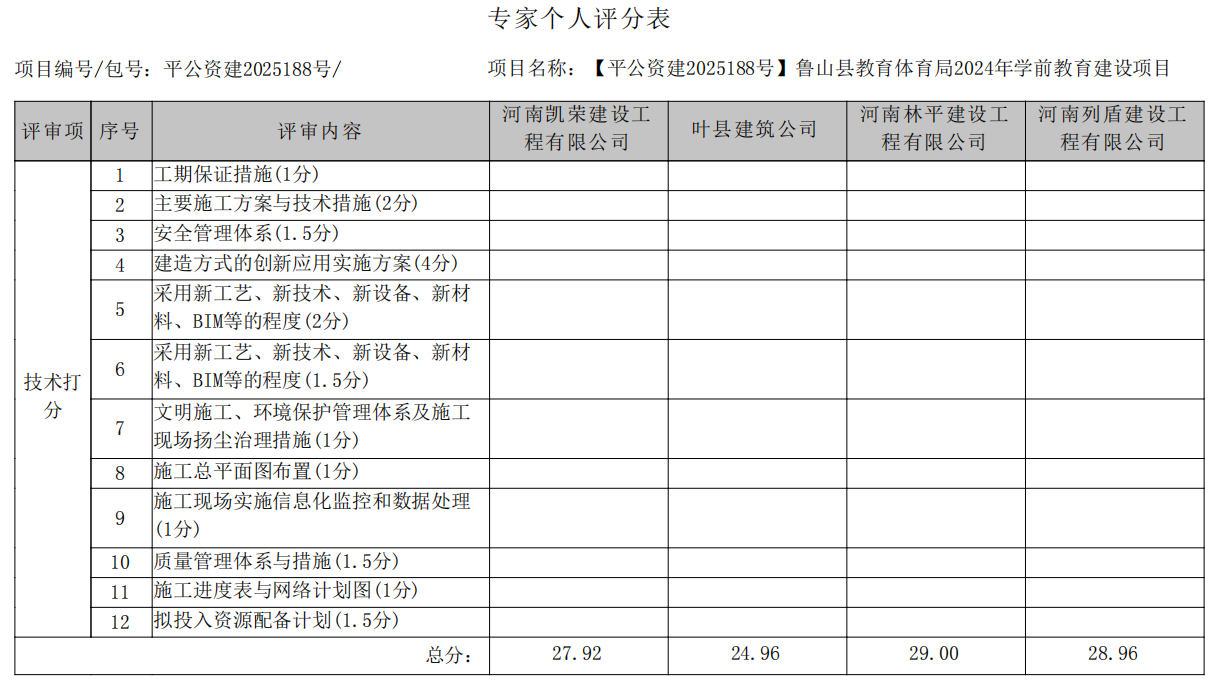 专家个人评分表
项目编号/包号：平公资建2025188号/ 项目名称：【平公资建2025188号】鲁山县教育体育局2024年学前教育建设项目
评审项 序号 评审内容 河南凯荣建设工程有限公司 叶县建筑公司 河南林平建设工程有限公司 河南列盾建设工程有限公司
技术打分
1 工期保证措施(1分)
2 主要施工方案与技术措施(2分)
3 安全管理体系(1.5分)
4 建造方式的创新应用实施方案(4分)
5 采用新工艺、新技术、新设备、新材
料、BIM等的程度(2分)
6 采用新工艺、新技术、新设备、新材
料、BIM等的程度(1.5分)
7 文明施工、环境保护管理体系及施工
现场扬尘治理措施(1分)
8 施工总平面图布置(1分)
9 施工现场实施信息化监控和数据处理
(1分)
10 质量管理体系与措施(1.5分)
11 施工进度表与网络计划图(1分)
12 拟投入资源配备计划(1.5分)
总分： 27.92 24.96 29.00 28.96